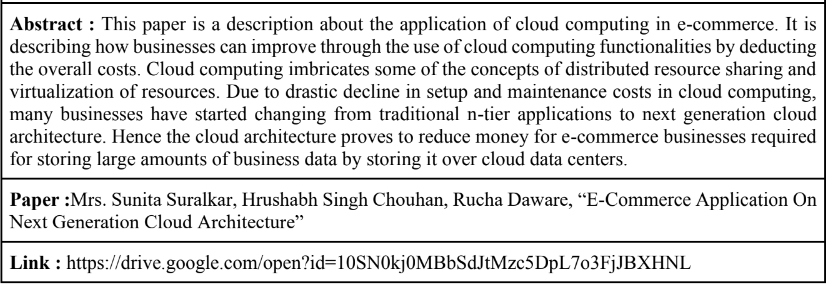 Abstract : This paper is a description about the application of cloud computing in e-commerce. It is
describing how businesses can improve through the use of cloud computing functionalities by deducting
the overall costs. Cloud computing imbricates some of the concepts of distributed resource sharing and
virtualization of resources. Due to drastic decline in setup and maintenance costs in cloud computing,
many businesses have started changing from traditional n-tier applications to next generation cloud
architecture. Hence the cloud architecture proves to reduce money for e-commerce businesses required
for storing large amounts of business data by storing it over cloud data centers.
Paper :Mrs. Sunita Suralkar, Hrushabh Singh Chouhan, Rucha Daware, “E-Commerce Application On
Next Generation Cloud Architecture”
Link : https://drive.google.com/open?id=10SN0kj0MBbSdJtMzc5DpL7o3FjJBXHNL